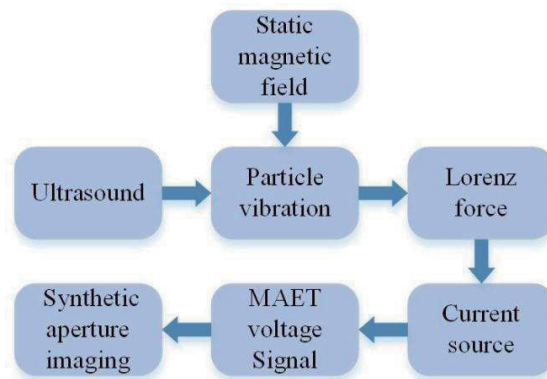 Static
magnetic
field
Ultrasound
Particle
vibration
Lorenz
force
Synthetic
aperture
imaging
MAET
voltage
Signal
Current
source